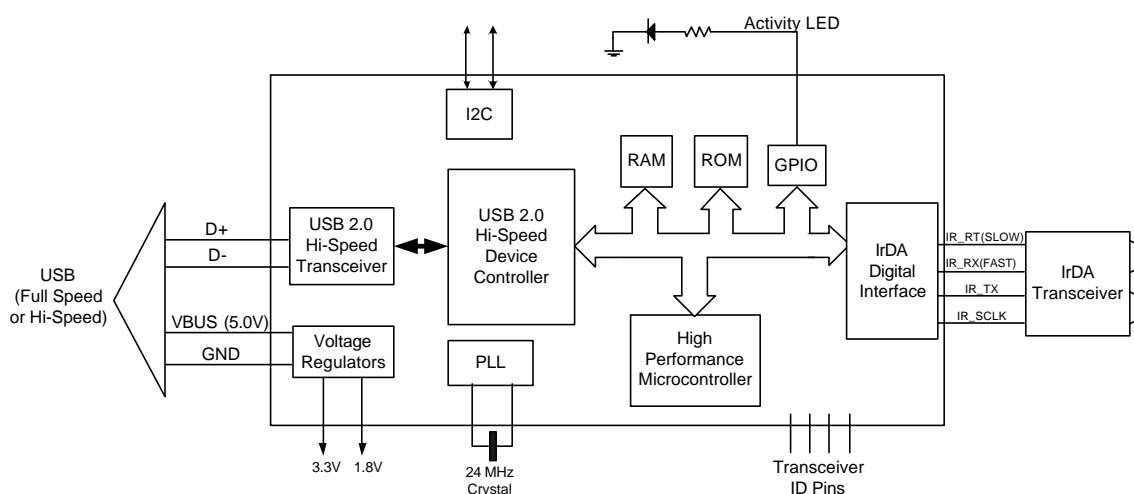 Activity LED
I2C
RAM
ROM
GPIO
USB
(Full Speed
or Hi-Speed)
D+
D-
VBUS (5.0V)
GND
USB 2.0
Hi-Speed
Transceiver
USB 2.0
Hi-Speed
Device
Controller
IrDA
Digital
Interface
IR_RT(SLOW)
IR_RX(FAST)
IR_TX
IR_SCLK
IrDA
Transceiver
Voltage
Regulators
PLL
High
Performance
Microcontroller
3.3V
1.8V
24 MHz
Crystal
Transceiver
ID Pins